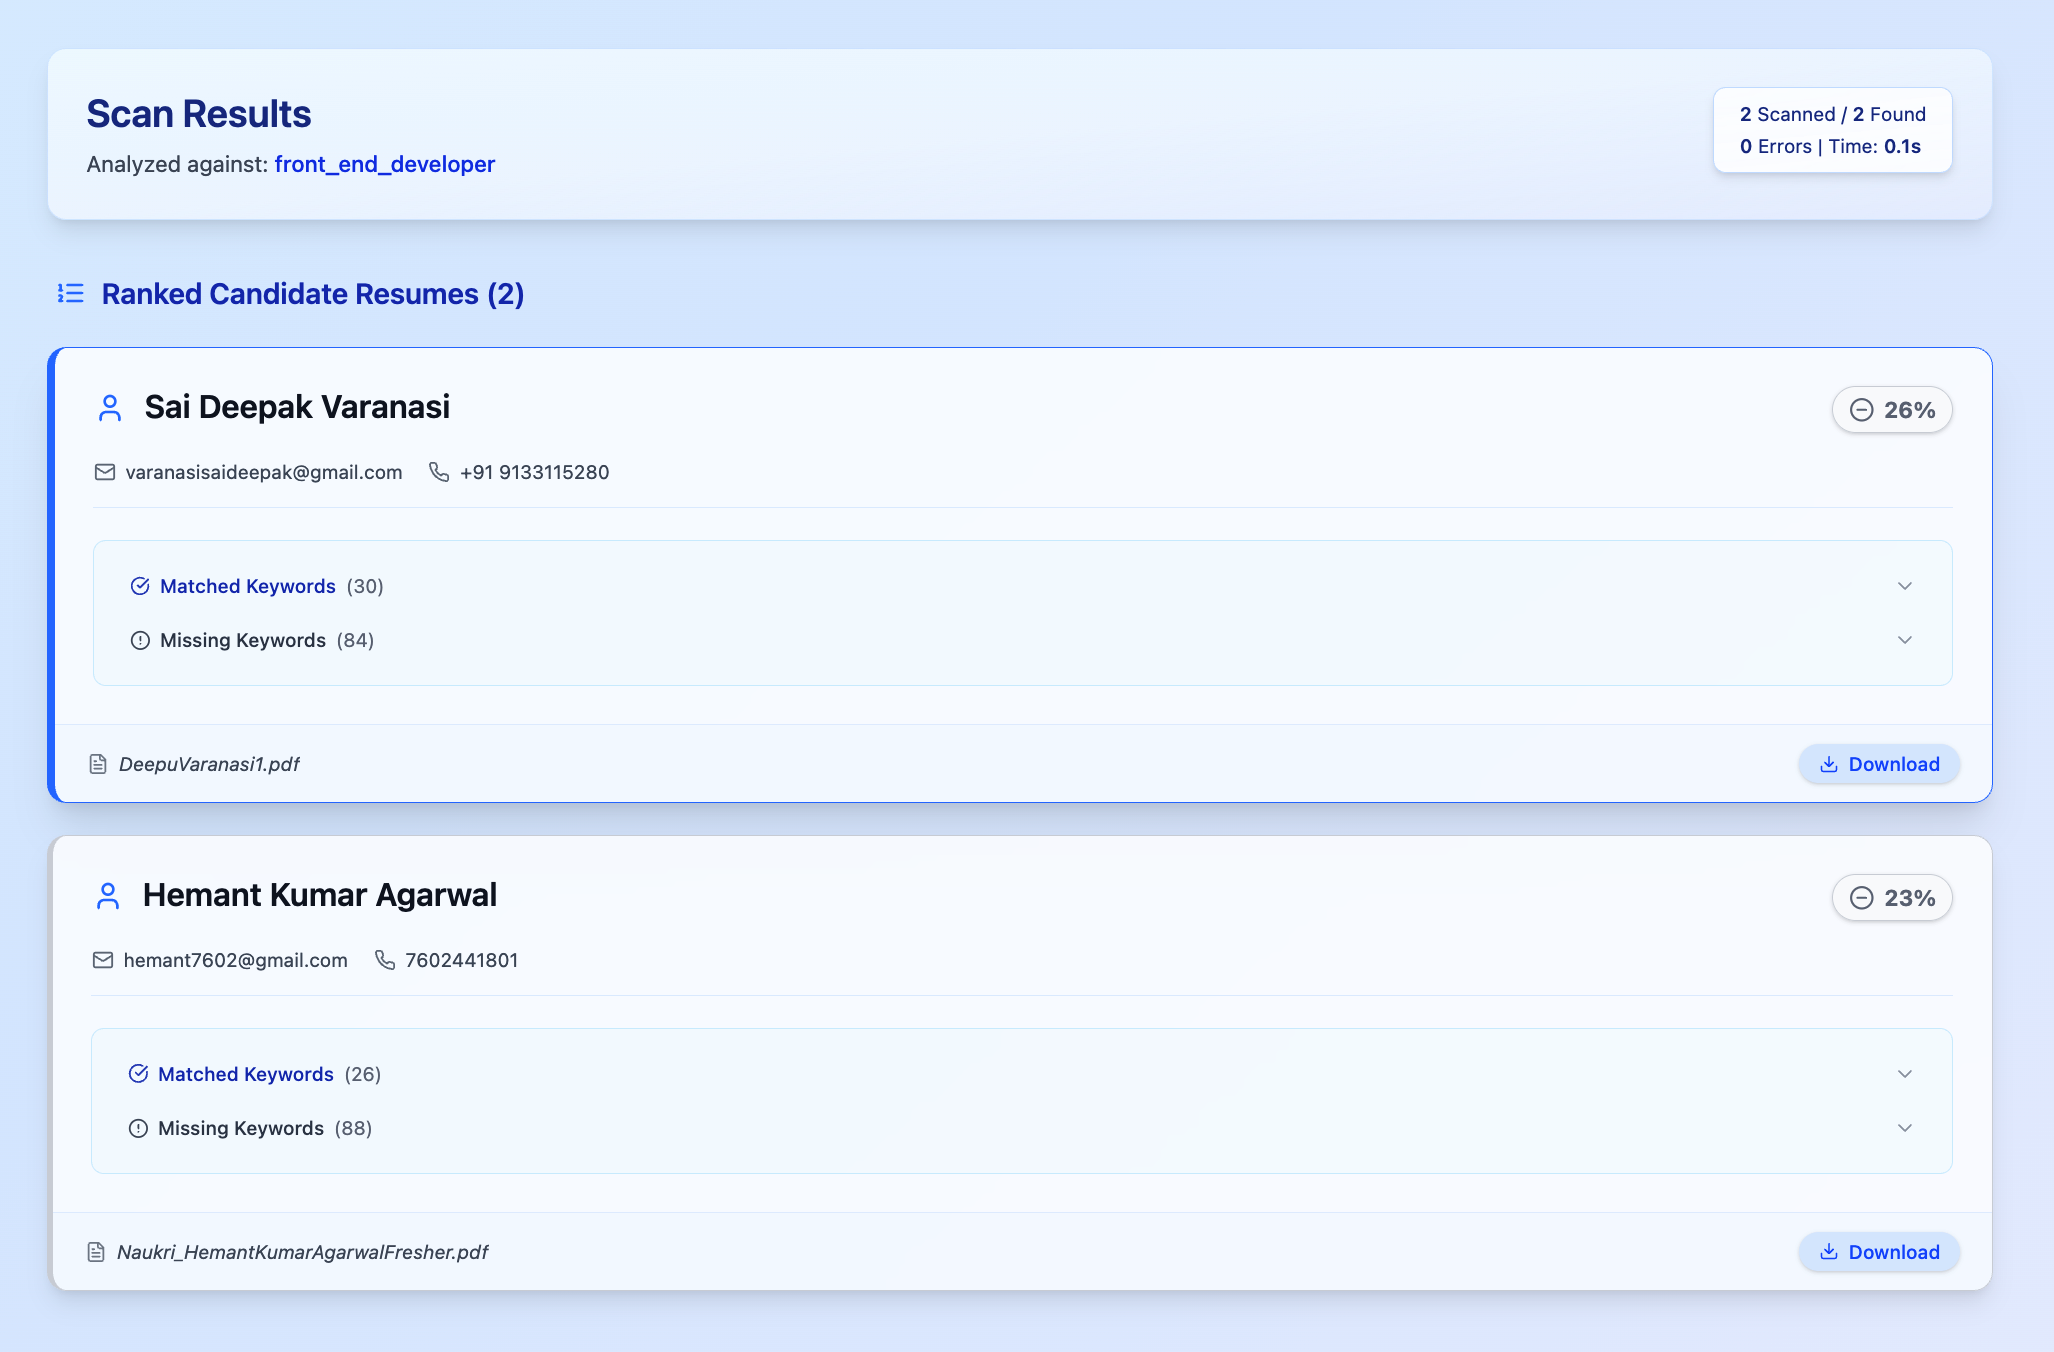 Scan Results
Analyzed against: front_end_developer
2 Scanned / 2 Found
0 Errors | Time: 0.1s
Ranked Candidate Resumes (2)
Sai Deepak Varanasi
26%
varanasisaideepak@gmail.com +91 9133115280
Matched Keywords (30)
Missing Keywords (84)
DeepuVaranasi1.pdf
Download
Hemant Kumar Agarwal
23%
hemant7602@gmail.com 7602441801
Matched Keywords (26)
Missing Keywords (88)
Naukri_HemantKumarAgarwalFresher.pdf
Download